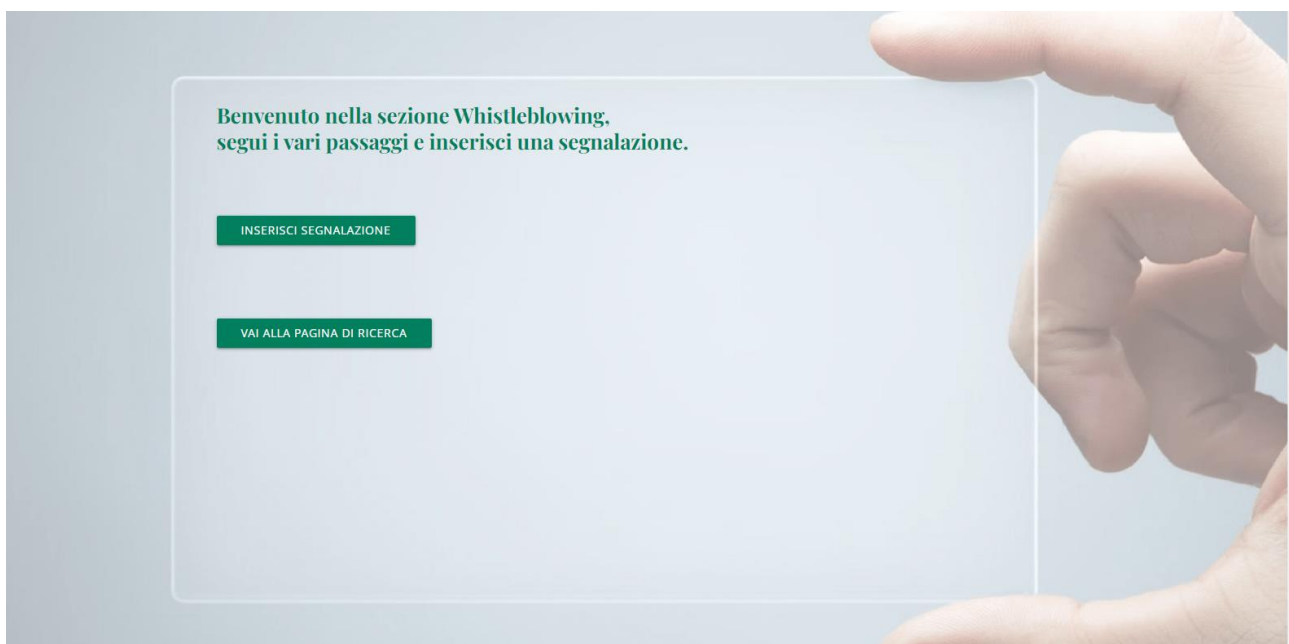 Benvenuto nella sezione Whistleblowing,
segui i vari passaggi e inserisci una segnalazione.
INSERISCI SEGNALAZIONE
VAI ALLA PAGINA DI RICERCA